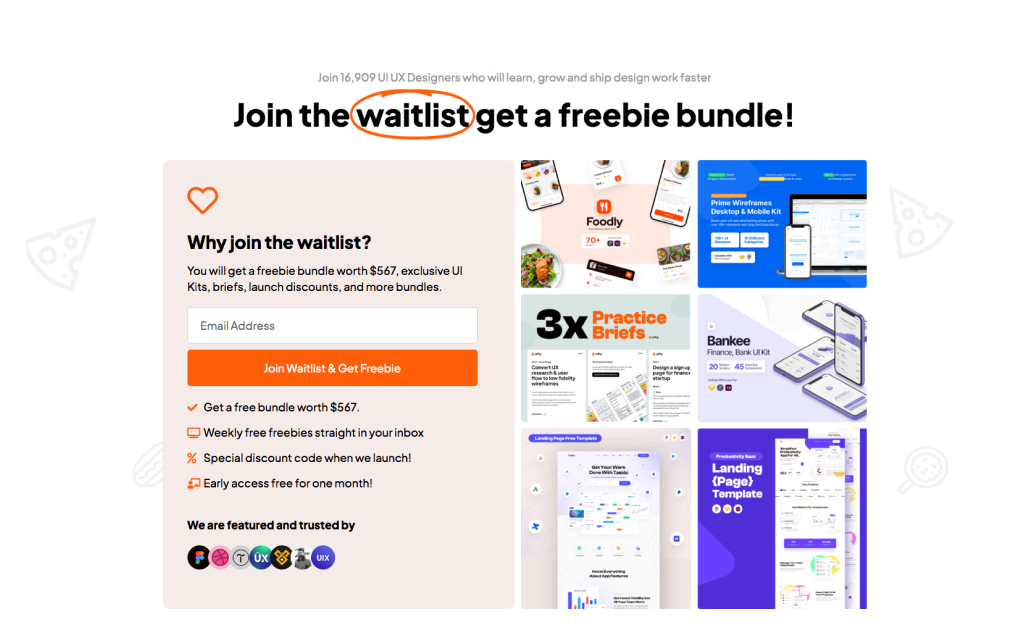 Join 16,909 UI UX Designers who will learn, grow and ship design work faster
Join the waitlist get a freebie bundle!
Why join the waitlist?
You will get a freebie bundle worth $567, exclusive UI
Kits, briefs, launch discounts, and more bundles.
Email Address
Join Waitlist & Get Freebie
Get a free bundle worth $567.
Weekly free freebies straight in your inbox
Special discount code when we launch!
Early access free for one month!
We are featured and trusted by
UX
UIX
Foodly
70+
Prime Wireframes
Desktop & Mobile Kit
3x Practice
Briefs
Convert UX
research & user
flow to low fidelity
wireframes
Design a sign up
page for finance
startup
Bankee
Finance, Bank UI Kit
20
45
Landing Page Free Template
Get Your Work
Done With Taskio
Know Everything
About App Features
Productivity Saas
Landing
{Page}
Template